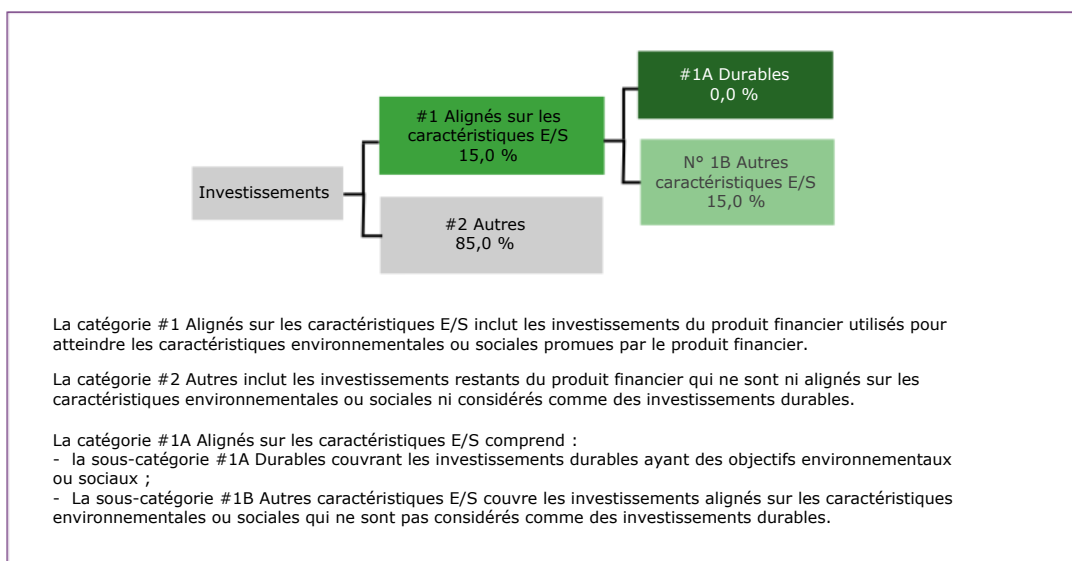 #1A Durables
0,0 %
#1 Alignés sur les
caractéristiques E/S
15,0 %
N° 1B Autres
caractéristiques E/S
15,0 %
Investissements
#2 Autres
85,0 %
La catégorie #1 Alignés sur les caractéristiques E/S inclut les investissements du produit financier utilisés pour
atteindre les caractéristiques environnementales ou sociales promues par le produit financier.
La catégorie #2 Autres inclut les investissements restants du produit financier qui ne sont ni alignés sur les
caractéristiques environnementales ou sociales ni considérés comme des investissements durables.
La catégorie #1A Alignés sur les caractéristiques E/S comprend :
- la sous-catégorie #1A Durables couvrant les investissements durables ayant des objectifs environnementaux
ou sociaux ;
- La sous-catégorie #1B Autres caractéristiques E/S couvre les investissements alignés sur les caractéristiques
environnementales ou sociales qui ne sont pas considérés comme des investissements durables.